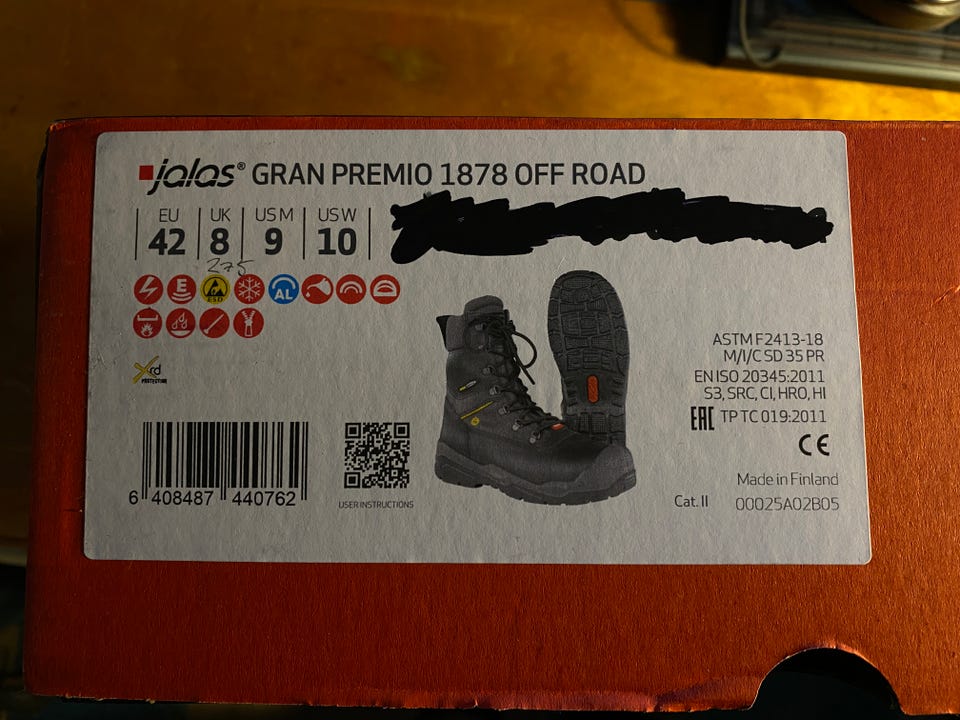 jalas® GRAN PREMIO 1878 OFF ROAD
EU UK US M US W
42 8 9 10
275
E ESD AL
xrd
PROTECTION
ASTM F2413-18
M/I/C SD 35 PR
EN ISO 20345:2011
S3, SRC, CI, HRO, HI
EAC TP TC 019:2011
CE
6 408487 440762
USER INSTRUCTIONS
Made in Finland
Cat. II 00025A02B05